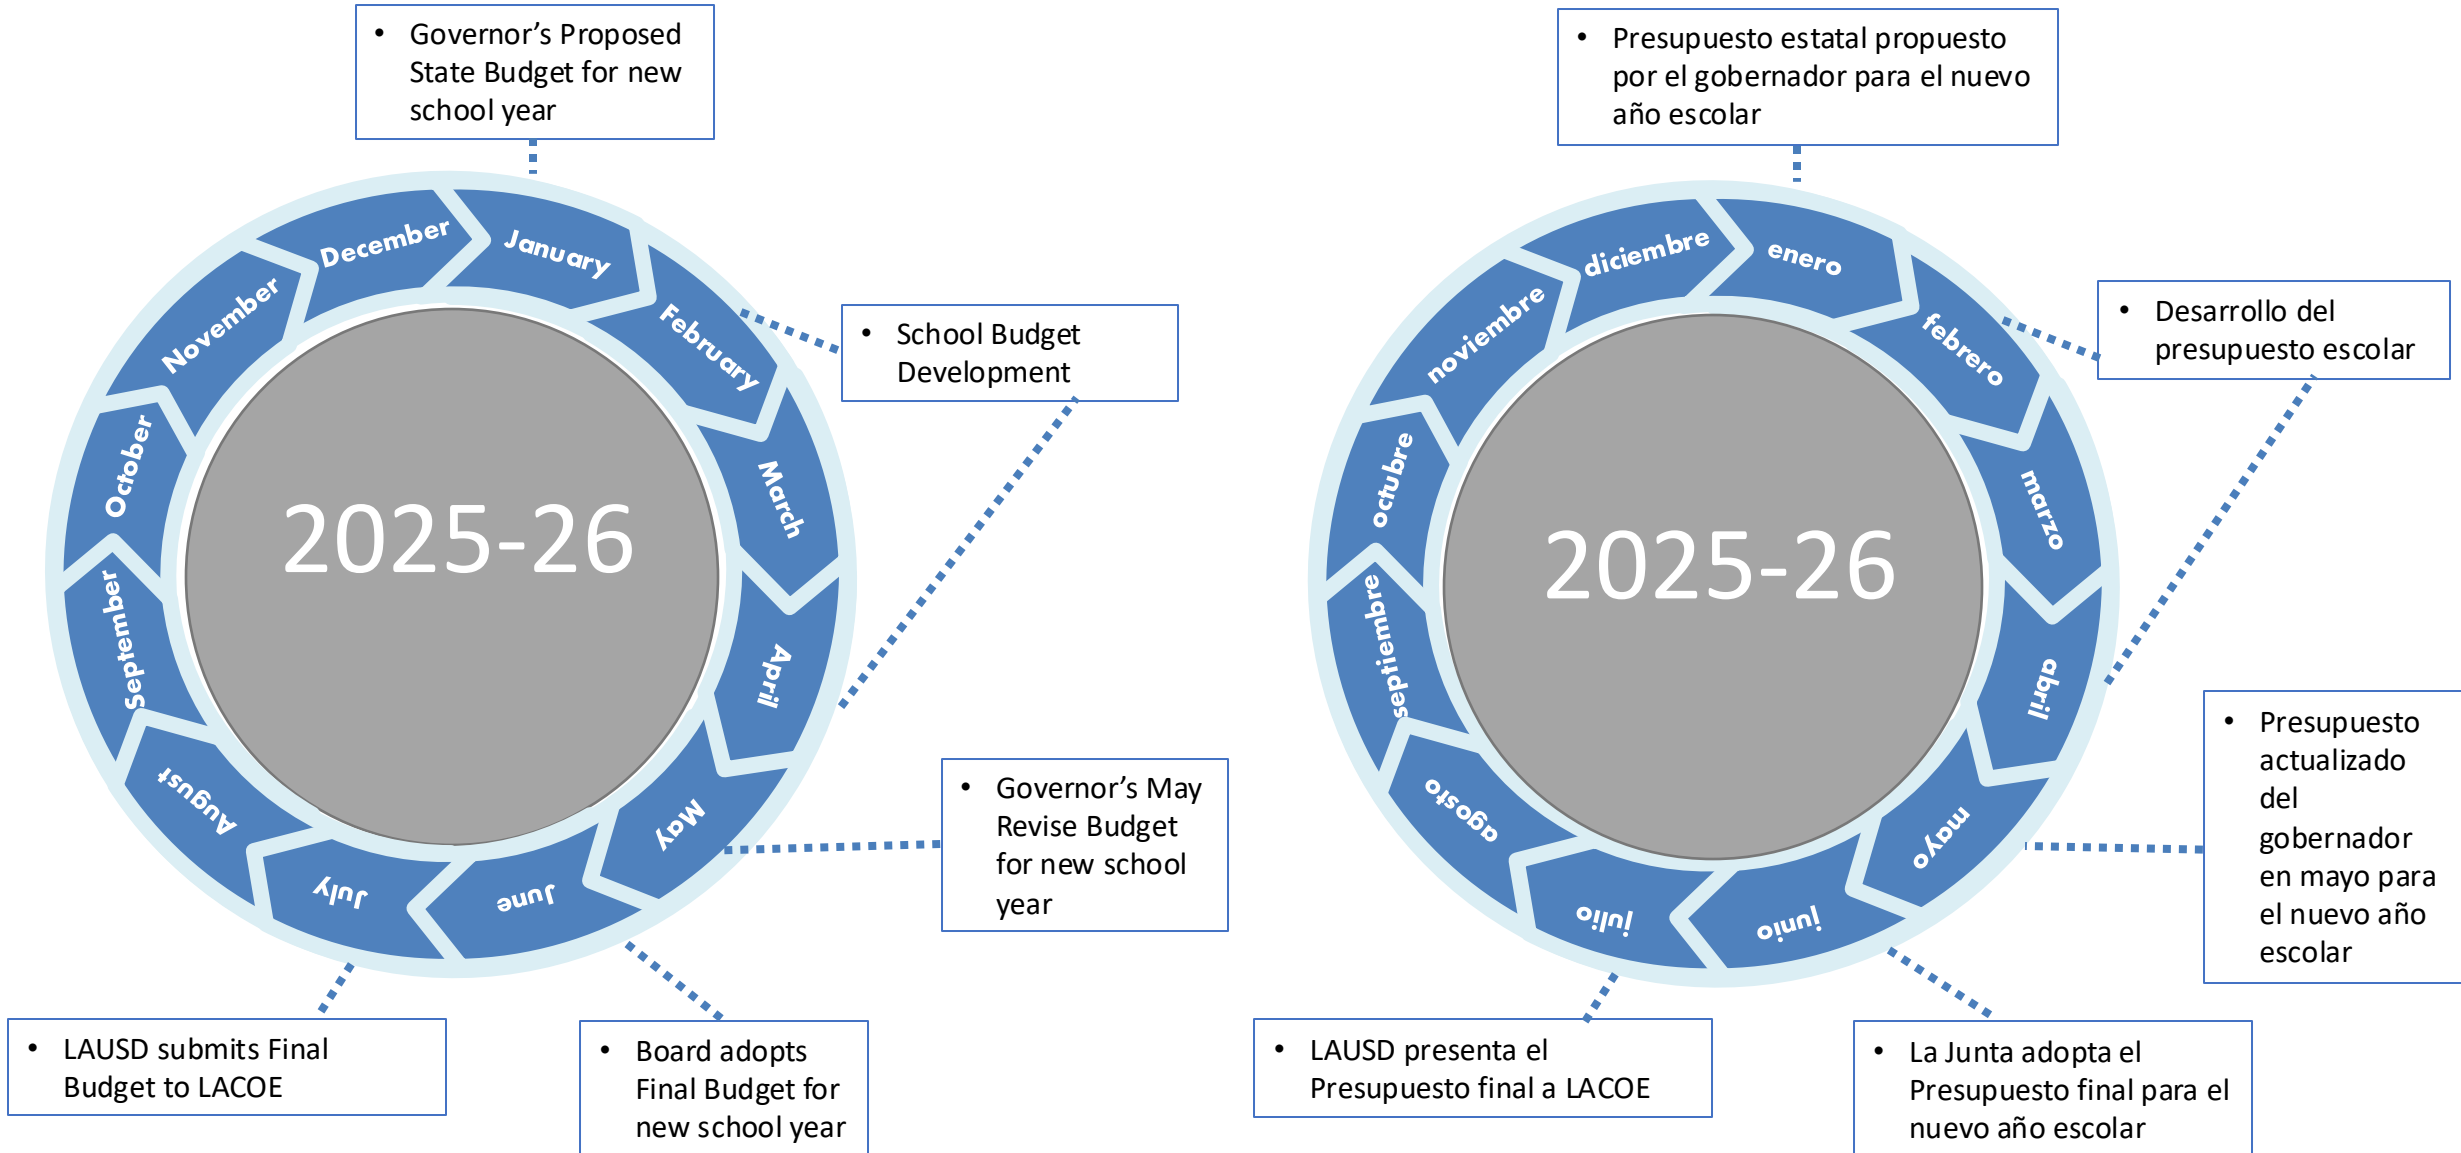 • Governor's Proposed
State Budget for new
school year
January
February
March
April
May
June
July
August
September
October
November
December
2025-26
• School Budget
Development
• Governor's May
Revise Budget
for new school
year
• Board adopts
Final Budget for
new school year
• LAUSD submits Final
Budget to LACOE
• Presupuesto estatal propuesto
por el gobernador para el nuevo
año escolar
enero
febrero
marzo
abril
mayo
junio
julio
agosto
septiembre
octubre
noviembre
diciembre
2025-26
• Desarrollo del
presupuesto escolar
• Presupuesto
actualizado
del
gobernador
en mayo para
el nuevo año
escolar
• La Junta adopta el
Presupuesto final para el
nuevo año escolar
• LAUSD presenta el
Presupuesto final a LACOE